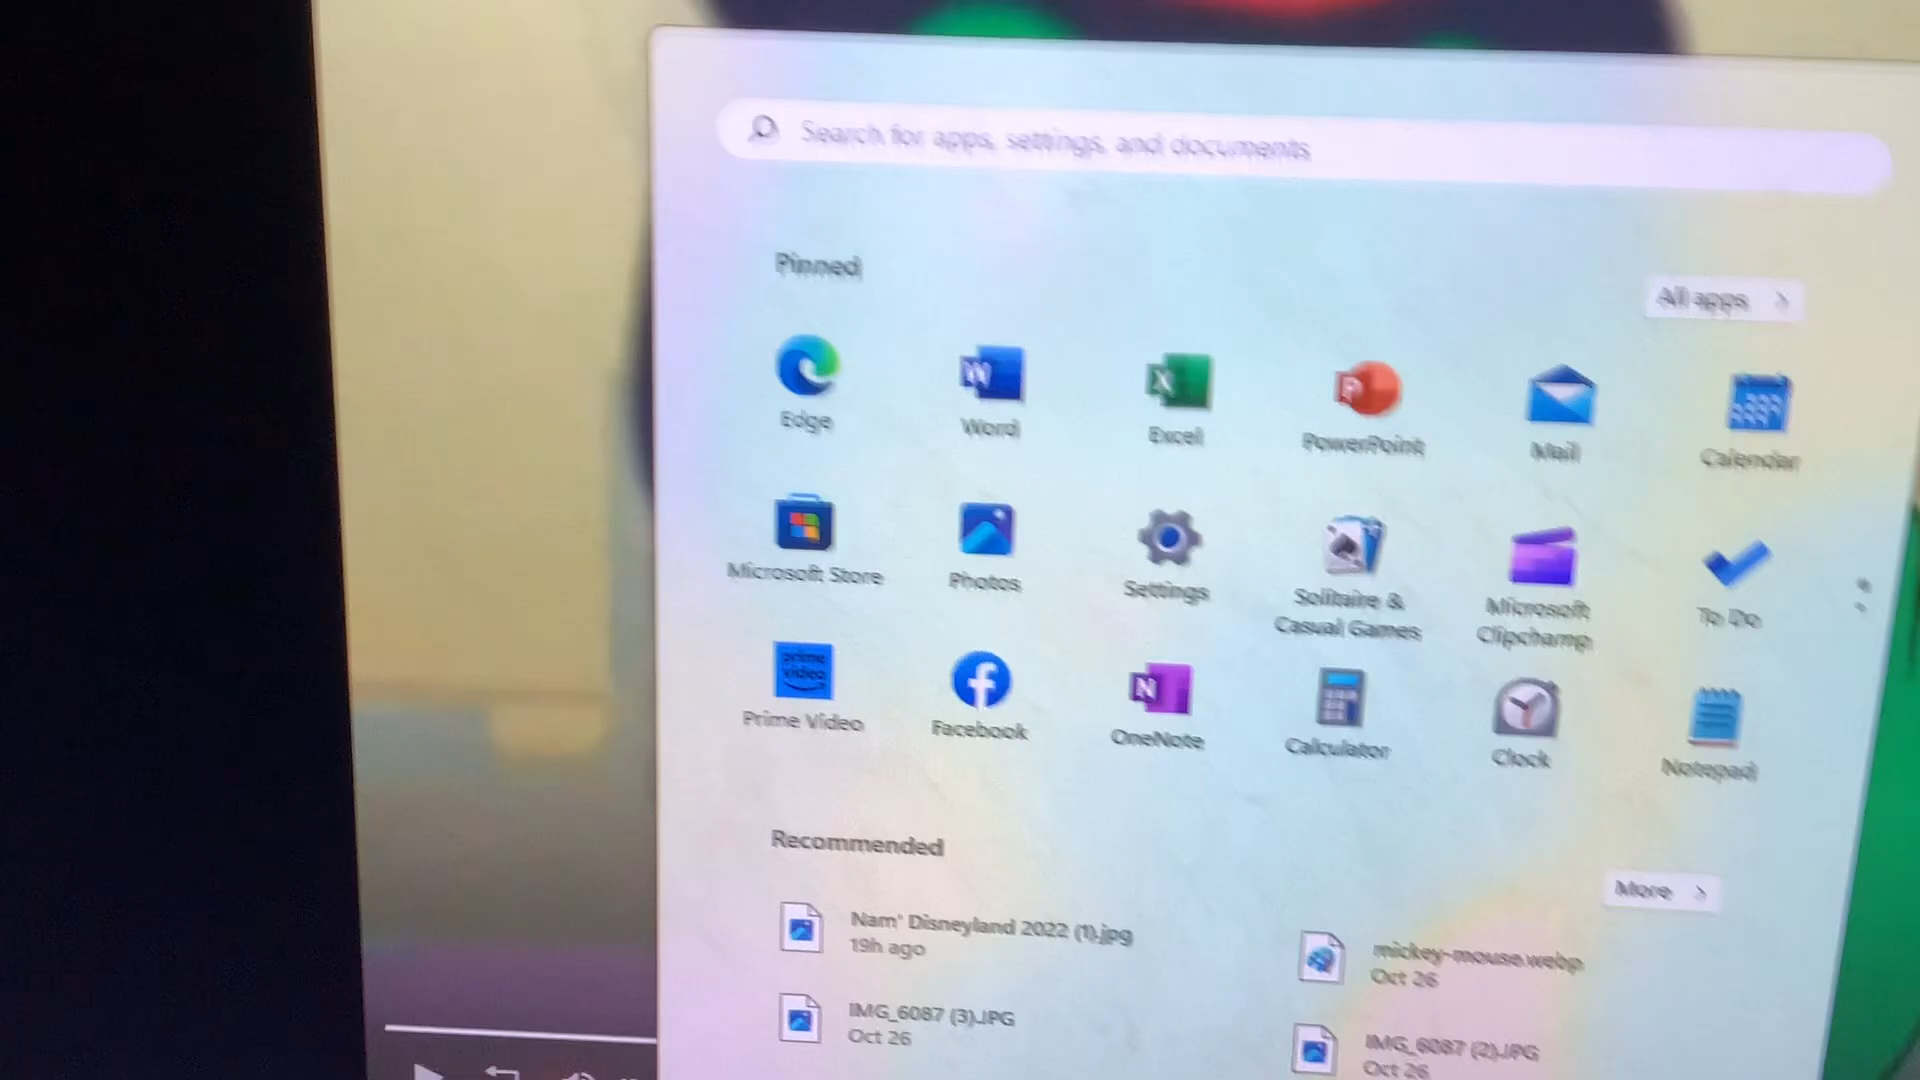 Search for apps, settings, and documents
Pinned
All apps
Edge
Word
Excel
PowerPoint
Mail
Calendar
Microsoft Store
Photos
Settings
Solitaire &
Casual Games
Microsoft
Clipchamp
To Do
prime
video
Prime Video
Facebook
OneNote
Calculator
Clock
Notepad
Recommended
More
Nam' Disneyland 2022 (1).jpg
19h ago
mickey-mouse.webp
Oct 26
IMG_6087 (3).JPG
Oct 26
IMG_6087 (2).JPG
Oct 26